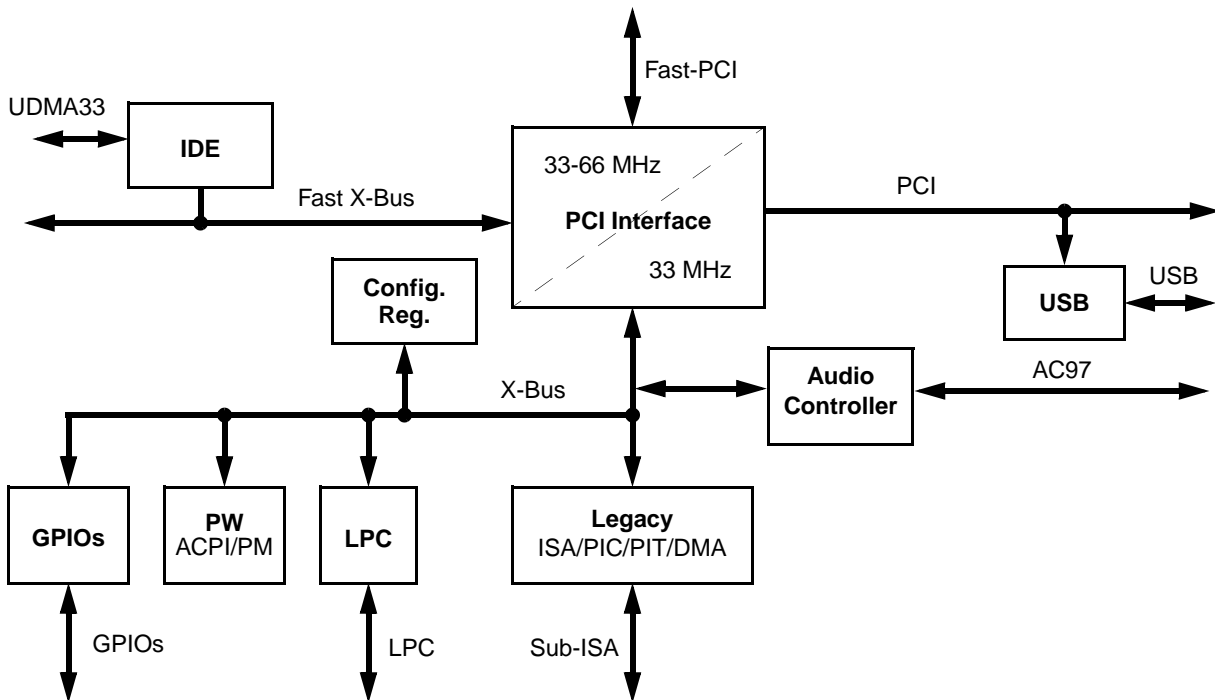 Fast-PCI
UDMA33
IDE
33-66 MHz
PCI
Fast X-Bus
PCI Interface
33 MHz
Config.
Reg.
USB
USB
Audio
Controller
AC97
X-Bus
GPIOs
PW
ACPI/PM
LPC
Legacy
ISA/PIC/PIT/DMA
GPIOs
LPC
Sub-ISA